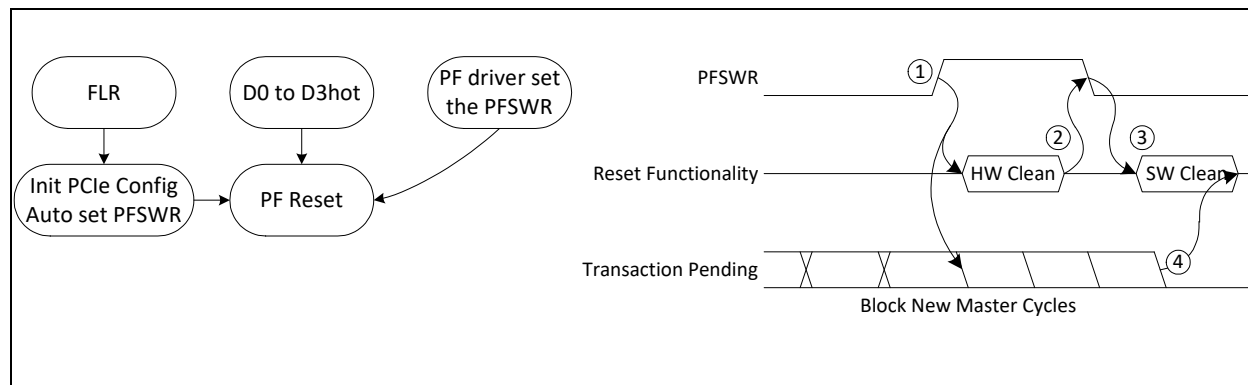 FLR
D0 to D3hot
PF driver set
the PFSWR
Init PCIe Config
Auto set PFSWR
PF Reset
PFSWR
1
2
3
Reset Functionality
HW Clean
SW Clean
Transaction Pending
4
Block New Master Cycles